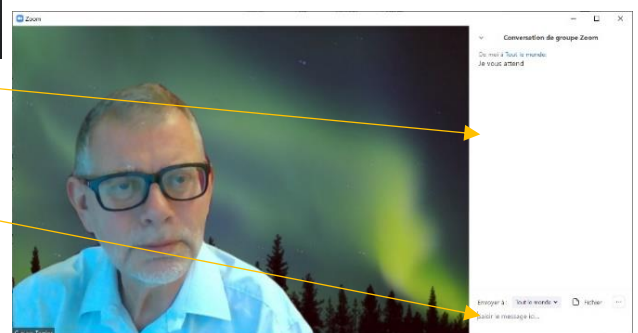 Zoom
Conversation de groupe Zoom
De moi à Tout le monde:
Je vous attend
Envoyer à : Tout le monde
Fichier
Saisir le message ici...